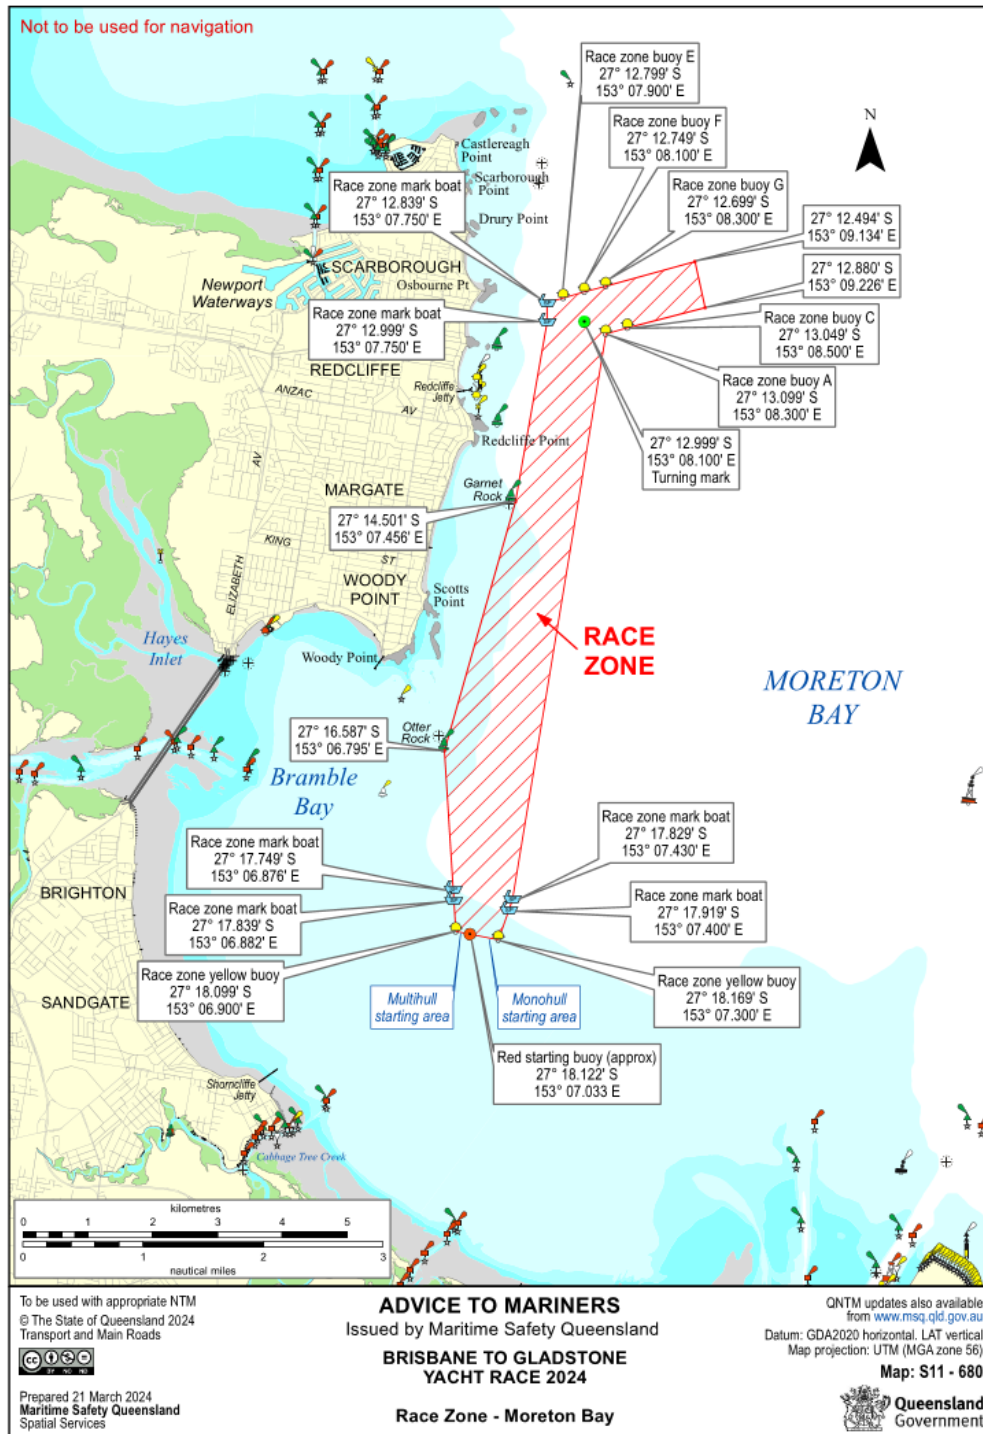 Not to be used for navigation
Race zone buoy E
27° 12.799' S
153° 07.900' E
Race zone buoy F
27° 12.749' S
153° 08.100' E
N
Castlereagh
Point
Scarborough
Point
Drury Point
Race zone mark boat
27° 12.839' S
153° 07.750' E
Race zone buoy G
27° 12.699' S
153° 08.300' E
27° 12.494' S
153° 09.134' E
27° 12.880' S
153° 09.226' E
SCARBOROUGH
Osbourne Pt
Newport
Waterways
Race zone mark boat
27° 12.999' S
153° 07.750' E
Race zone buoy C
27° 13.049' S
153° 08.500' E
REDCLIFFE
Redcliffe
Jetty
ANZAC
AV
Race zone buoy A
27° 13.099' S
153° 08.300' E
Redcliffe Point
27° 12.999' S
153° 08.100' E
Turning mark
AV
MARGATE
Garnet
Rock
27° 14.501' S
153° 07.456' E
KING
ST
ELIZABETH
WOODY
POINT
Scotts
Point
Hayes
Inlet
Woody Point
RACE
ZONE
MORETON
BAY
27° 16.587' S
153° 06.795' E
Otter
Rock
Bramble
Bay
Race zone mark boat
27° 17.749' S
153° 06.876' E
Race zone mark boat
27° 17.829' S
153° 07.430' E
BRIGHTON
Race zone mark boat
27° 17.839' S
153° 06.882' E
Race zone mark boat
27° 17.919' S
153° 07.400' E
SANDGATE
Race zone yellow buoy
27° 18.099' S
153° 06.900' E
Multihull
starting area
Monohull
starting area
Race zone yellow buoy
27° 18.169' S
153° 07.300' E
Red starting buoy (approx)
27° 18.122' S
153° 07.033 E
Shorncliffe
Jetty
Cabbage Tree Creek
kilometres
0 1 2 3 4 5
0 1 2 3
nautical miles
To be used with appropriate NTM
© The State of Queensland 2024
Transport and Main Roads
CC BY NC ND
Prepared 21 March 2024
Maritime Safety Queensland
Spatial Services
ADVICE TO MARINERS
Issued by Maritime Safety Queensland
BRISBANE TO GLADSTONE
YACHT RACE 2024
Race Zone - Moreton Bay
QNTM updates also available
from www.msq.qld.gov.au
Datum: GDA2020 horizontal. LAT vertical
Map projection: UTM (MGA zone 56)
Map: S11 - 680
Queensland
Government